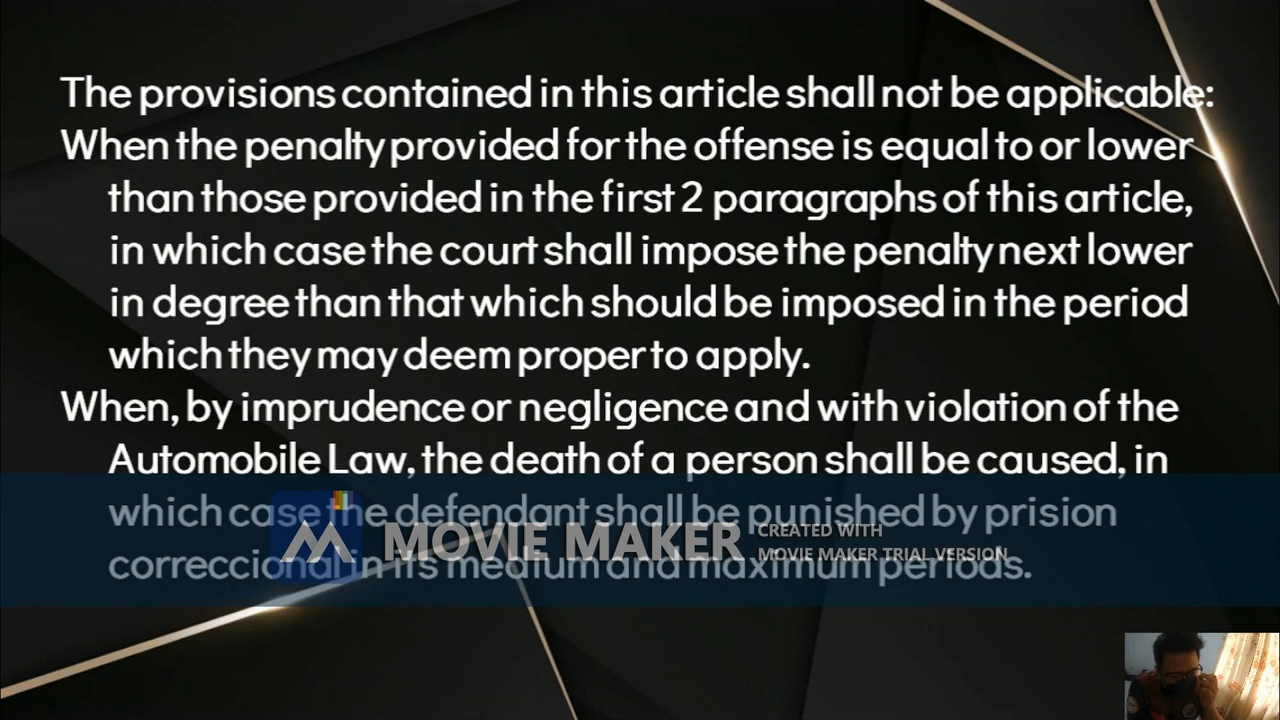 The provisions contained in this article shall not be applicable:
When the penalty provided for the offense is equal to or lower
than those provided in the first 2 paragraphs of this article,
in which case the court shall impose the penalty next lower
in degree than that which should be imposed in the period
which they may deem proper to apply.
When, by imprudence or negligence and with violation of the
Automobile Law, the death of a person shall be caused, in
which case the defendant shall be punished by prision
correccional in its medium and maximum periods.
MOVIE MAKER
CREATED WITH
MOVIE MAKER TRIAL VERSION